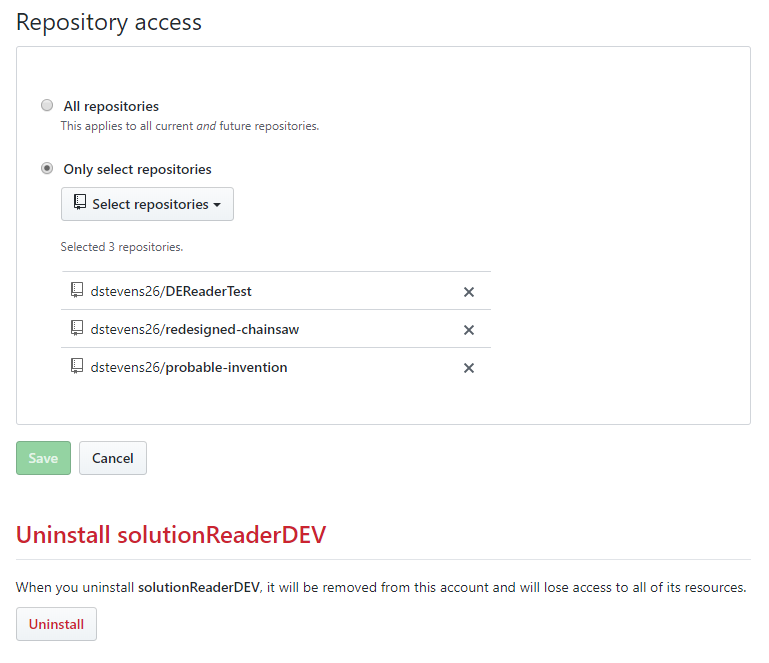 Repository access
All repositories
This applies to all current and future repositories.
Only select repositories
Select repositories
Selected 3 repositories.
dstevens26/DEReaderTest
dstevens26/redesigned-chainsaw
dstevens26/probable-invention
Save Cancel
Uninstall solutionReaderDEV
When you uninstall solutionReaderDEV, it will be removed from this account and will lose access to all of its resources.
Uninstall